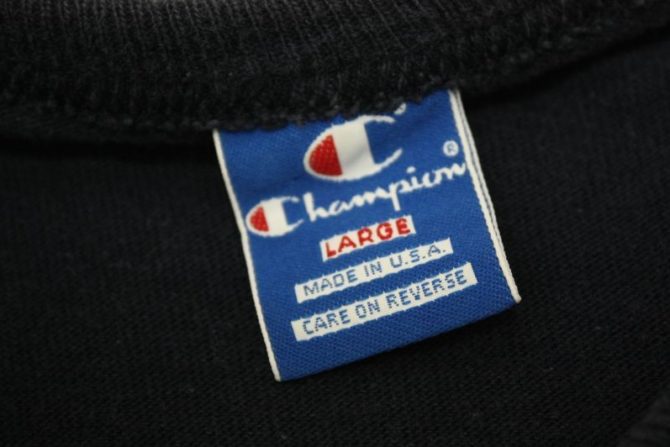 Champion ®
LARGE
MADE IN U.S.A.
CARE ON REVERSE